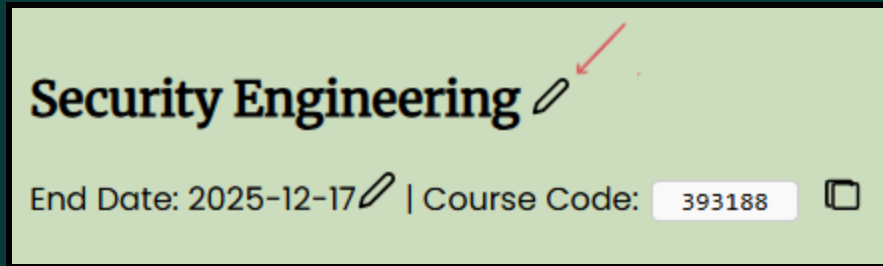 Security Engineering
End Date: 2025-12-17 | Course Code: 393188